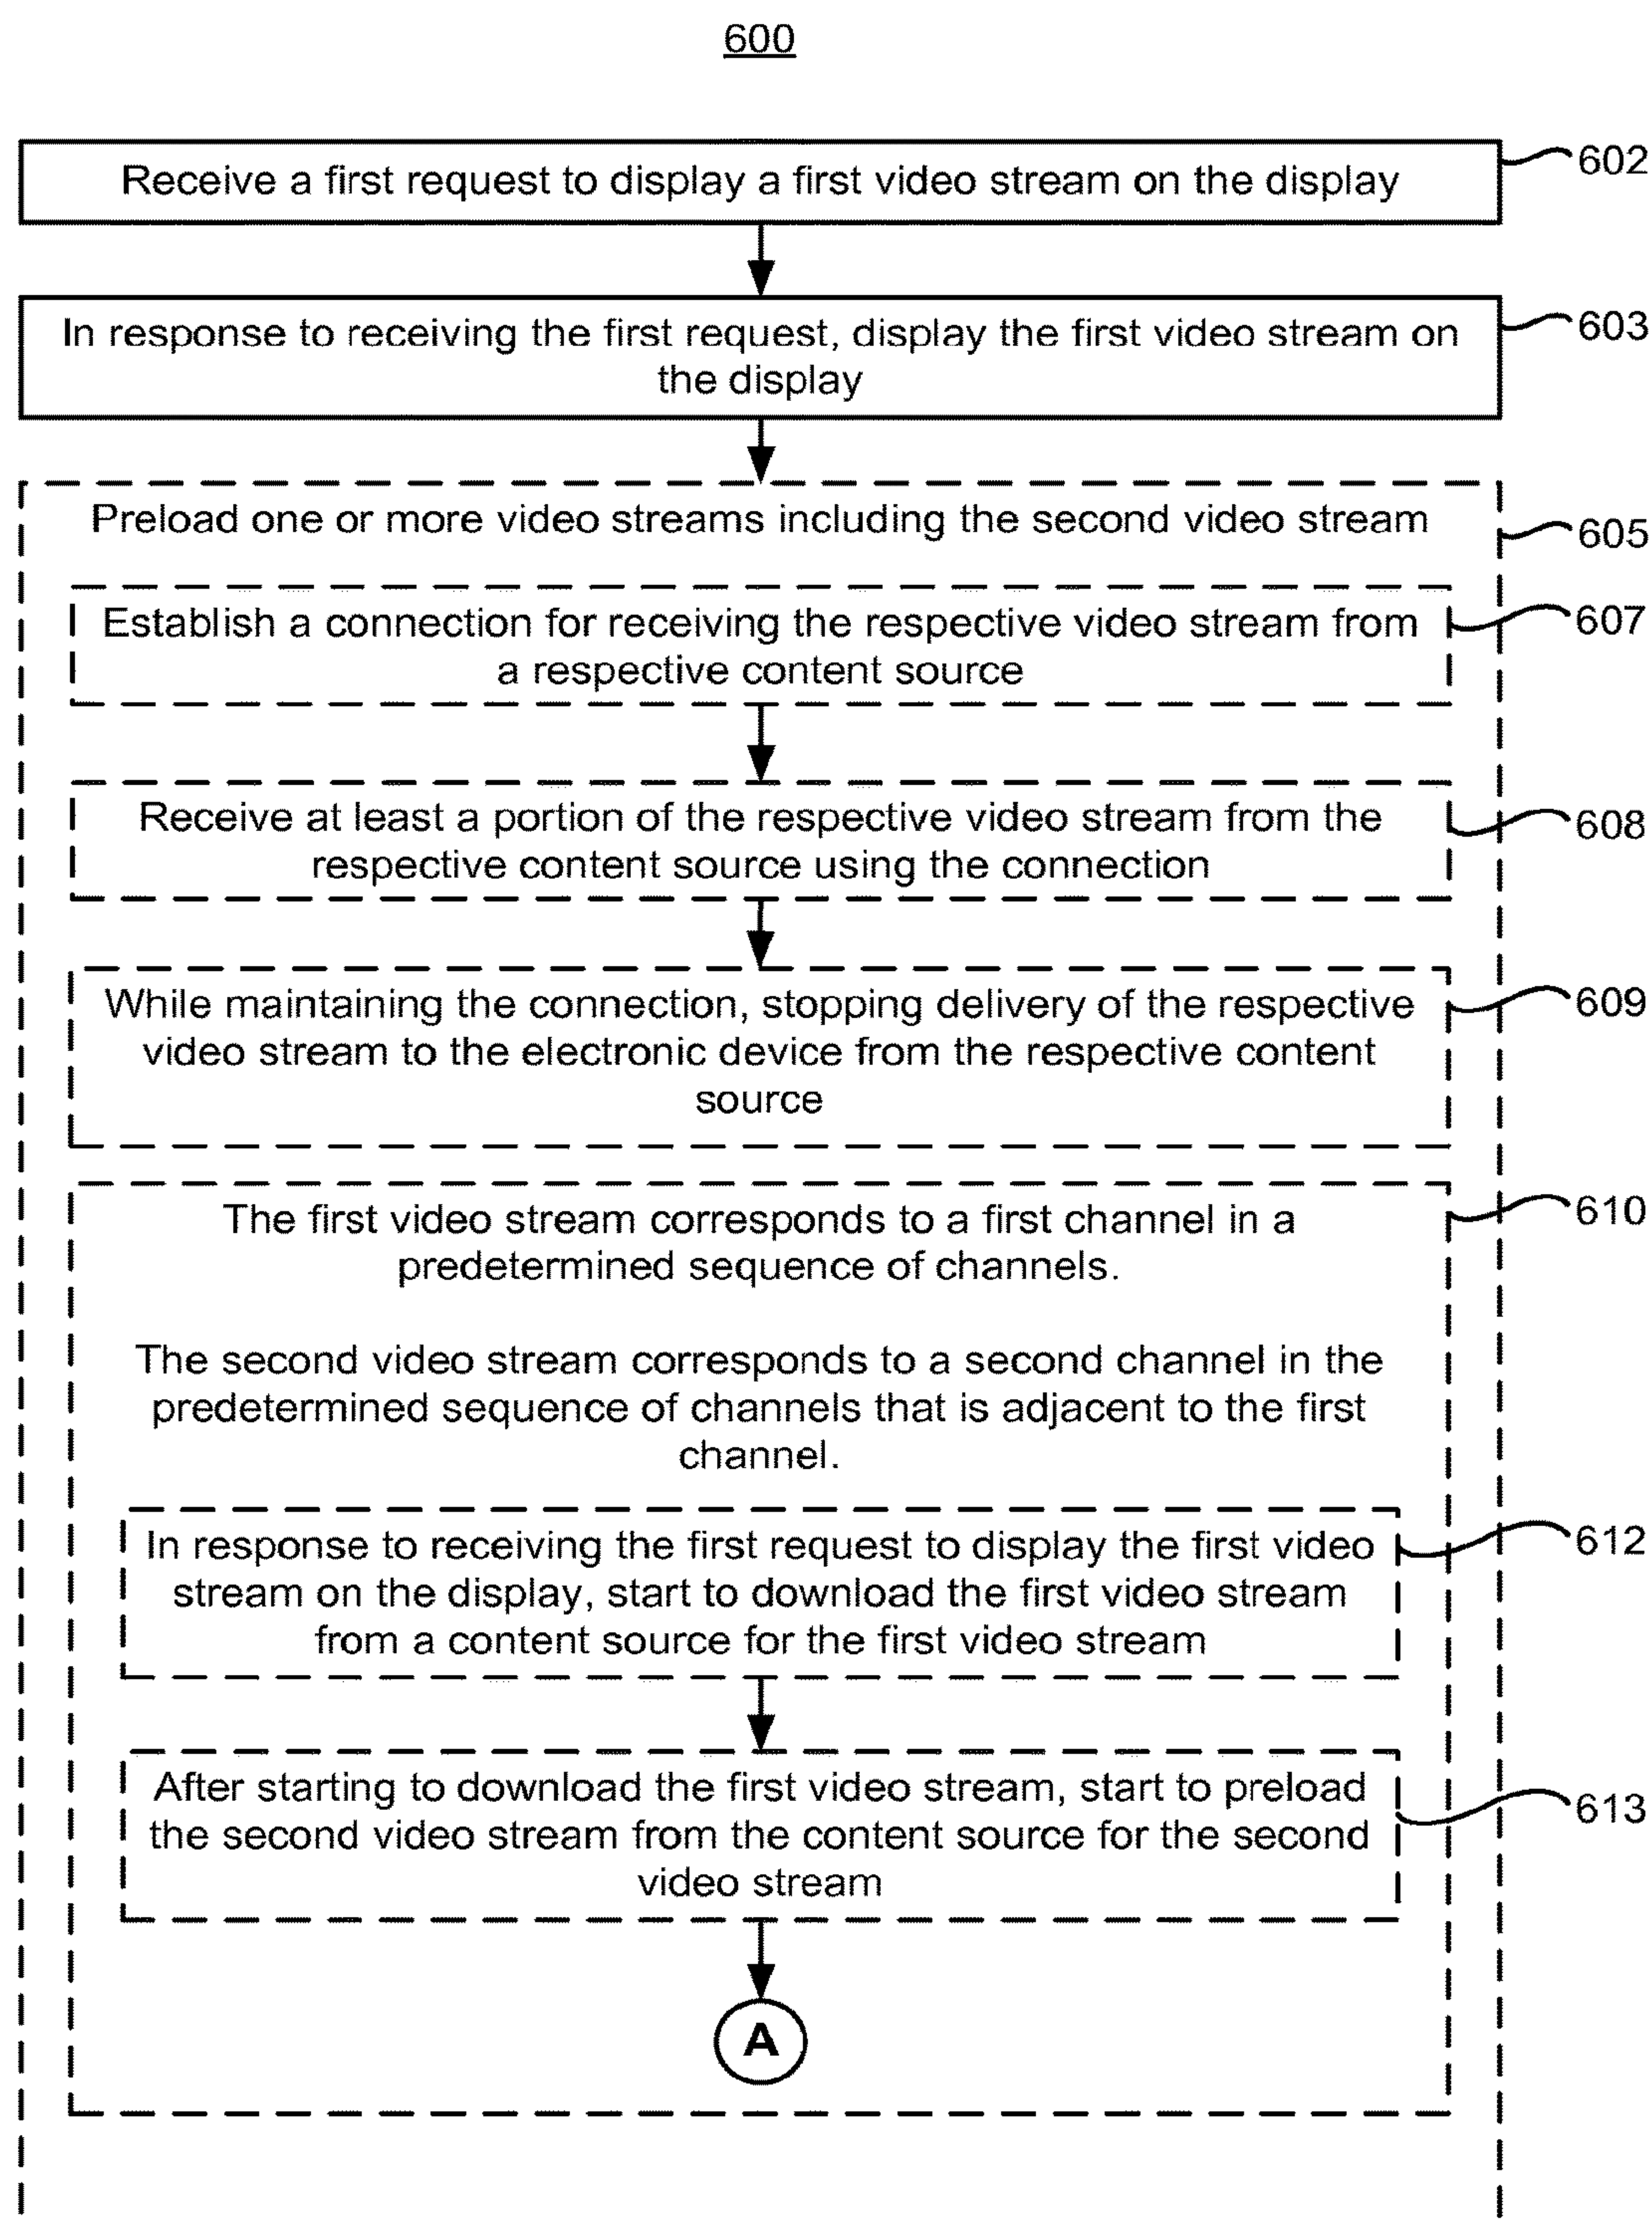 600
Receive a first request to display a first video stream on the display
602
In response to receiving the first request, display the first video stream on
the display
603
Preload one or more video streams including the second video stream
605
Establish a connection for receiving the respective video stream from
a respective content source
607
Receive at least a portion of the respective video stream from the
respective content source using the connection
608
While maintaining the connection, stopping delivery of the respective
video stream to the electronic device from the respective content
source
609
The first video stream corresponds to a first channel in a
predetermined sequence of channels.
610
The second video stream corresponds to a second channel in the
predetermined sequence of channels that is adjacent to the first
channel.
In response to receiving the first request to display the first video
stream on the display, start to download the first video stream
from a content source for the first video stream
612
After starting to download the first video stream, start to preload
the second video stream from the content source for the second
video stream
613
A